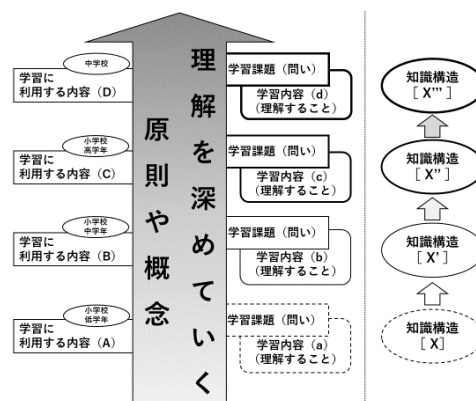 中学校
学習に
利用する内容（D）
学習課題（問い）
学習内容（d）
（理解すること）
小学校
高学年
学習に
利用する内容（C）
学習課題（問い）
学習内容（c）
（理解すること）
小学校
中学年
学習に
利用する内容（B）
学習課題（問い）
学習内容（b）
（理解すること）
小学校
低学年
学習に
利用する内容（A）
学習課題（問い）
学習内容（a）
（理解すること）
理解を深めていく
原則や概念
知識構造
［ X’’’ ］
知識構造
［ X’’ ］
知識構造
［ X’ ］
知識構造
［ X］